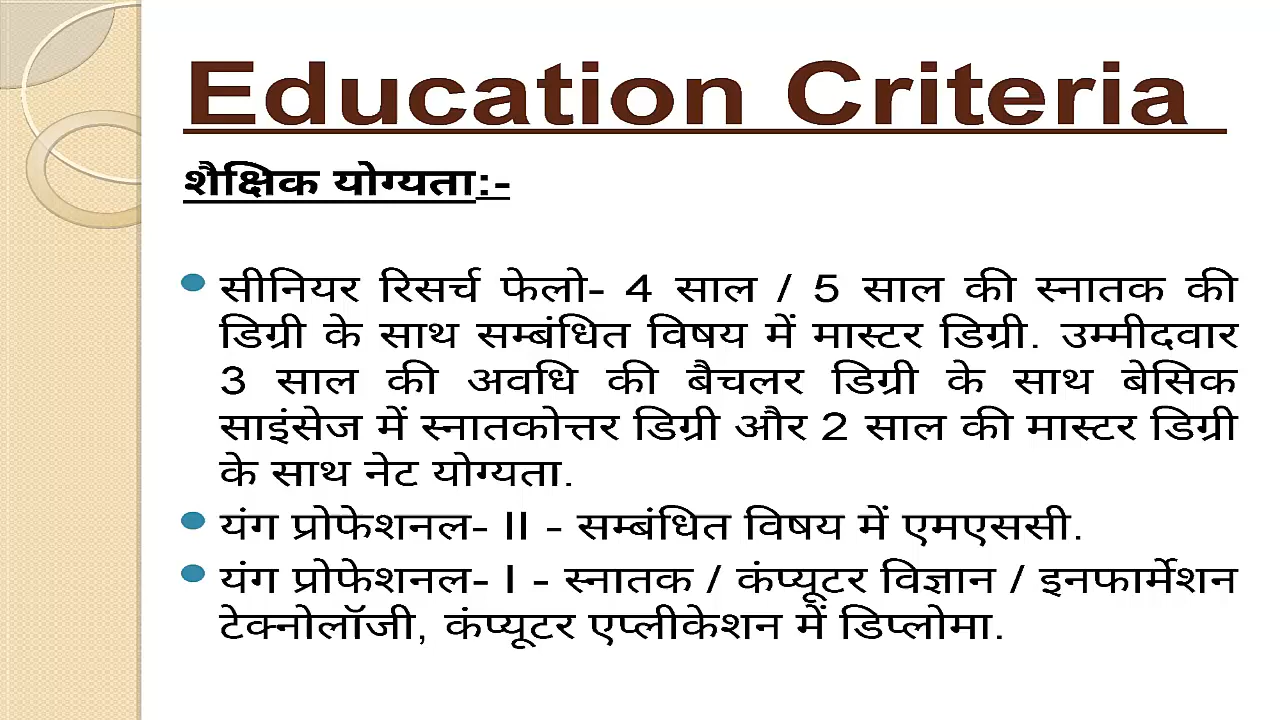 Education Criteria
शैक्षिक योग्यता:-
सीनियर रिसर्च फेलो- 4 साल / 5 साल की स्नातक की
डिग्री के साथ सम्बंधित विषय में मास्टर डिग्री. उम्मीदवार
3 साल की अवधि की बैचलर डिग्री के साथ बेसिक
साइंसेज में स्नातकोत्तर डिग्री और 2 साल की मास्टर डिग्री
के साथ नेट योग्यता.
यंग प्रोफेशनल- II - सम्बंधित विषय में एमएससी.
यंग प्रोफेशनल- I - स्नातक / कंप्यूटर विज्ञान / इनफार्मेशन
टेक्नोलॉजी, कंप्यूटर एप्लीकेशन में डिप्लोमा.